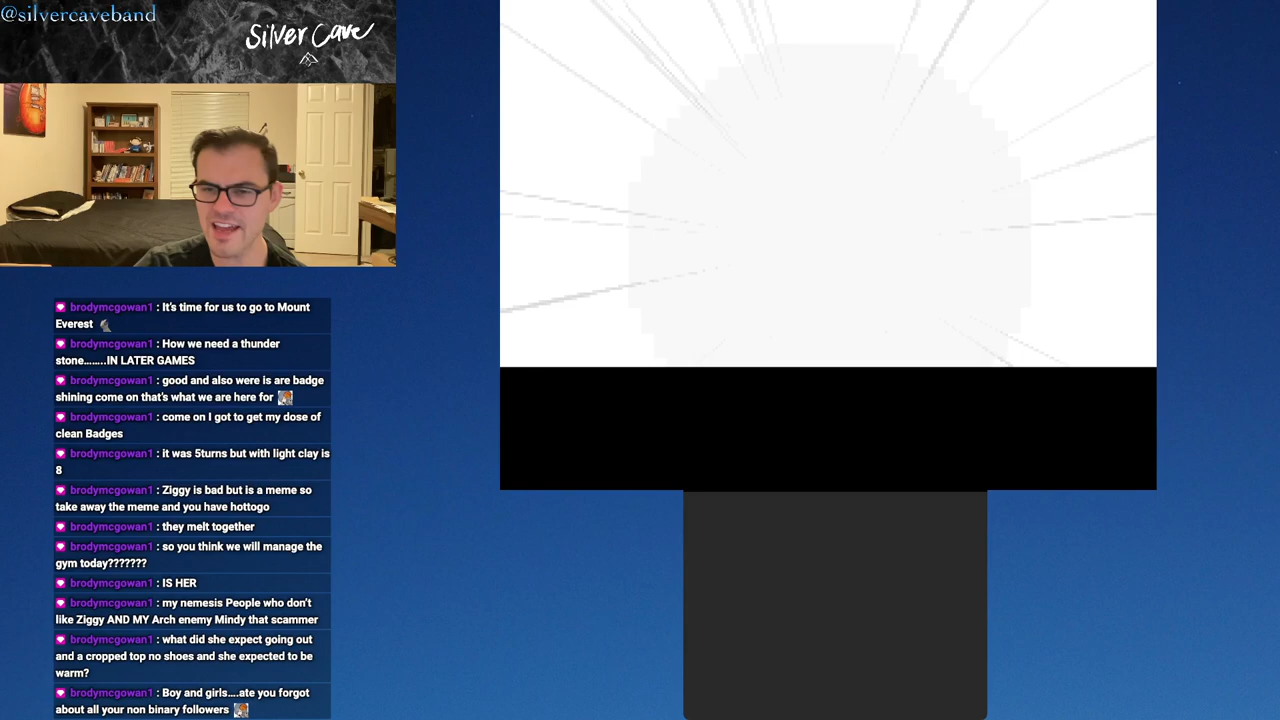 @silvercaveband
Silver Cave
brodymcgowan1 : It's time for us to go to Mount
Everest
brodymcgowan1 : How we need a thunder
stone.......IN LATER GAMES
brodymcgowan1 : good and also were is are badge
shining come on that's what we are here for
brodymcgowan1 : come on I got to get my dose of
clean Badges
brodymcgowan1 : it was 5turns but with light clay is
8
brodymcgowan1 : Ziggy is bad but is a meme so
take away the meme and you have hottogo
brodymcgowan1 : they melt together
brodymcgowan1 : so you think we will manage the
gym today???????
brodymcgowan1 : IS HER
brodymcgowan1 : my nemesis People who don't
like Ziggy AND MY Arch enemy Mindy that scammer
brodymcgowan1 : what did she expect going out
and a cropped top no shoes and she expected to be
warm?
brodymcgowan1 : Boy and girls....ate you forgot
about all your non binary followers